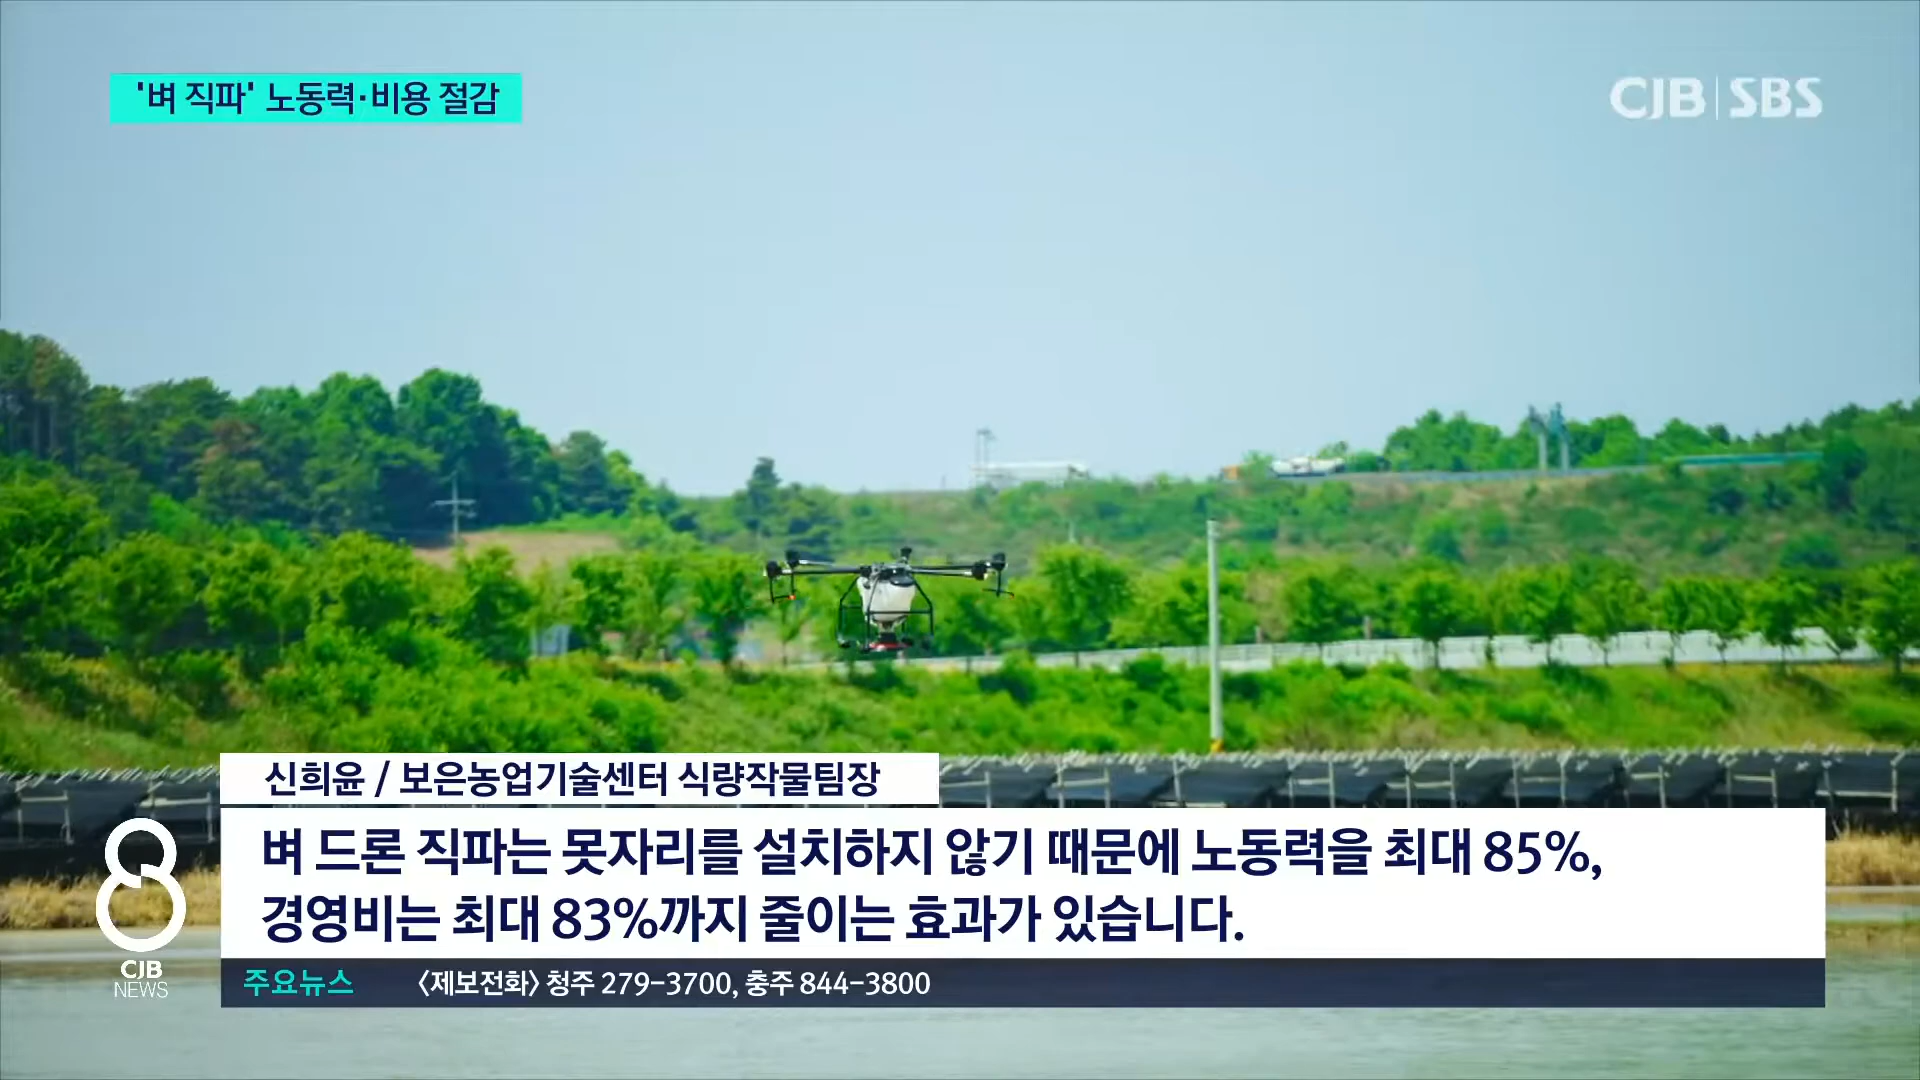 '벼 직파' 노동력·비용 절감
CJB | SBS
신희윤 / 보은농업기술센터 식량작물팀장
벼 드론 직파는 못자리를 설치하지 않기 때문에 노동력을 최대 85%,
경영비는 최대 83%까지 줄이는 효과가 있습니다.
8
CJB
NEWS
주요뉴스 〈제보전화〉 청주 279-3700, 충주 844-3800